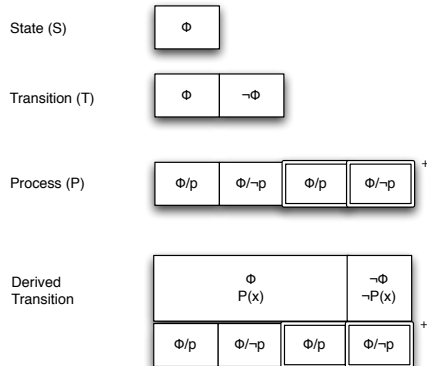 State (S)
Φ
Transition (T)
Φ ¬Φ
+
Process (P)
Φ/p Φ/¬p Φ/p Φ/¬p
Derived
Transition
Φ
P(x)
¬Φ
¬P(x)
+
Φ/p Φ/¬p Φ/p Φ/¬p